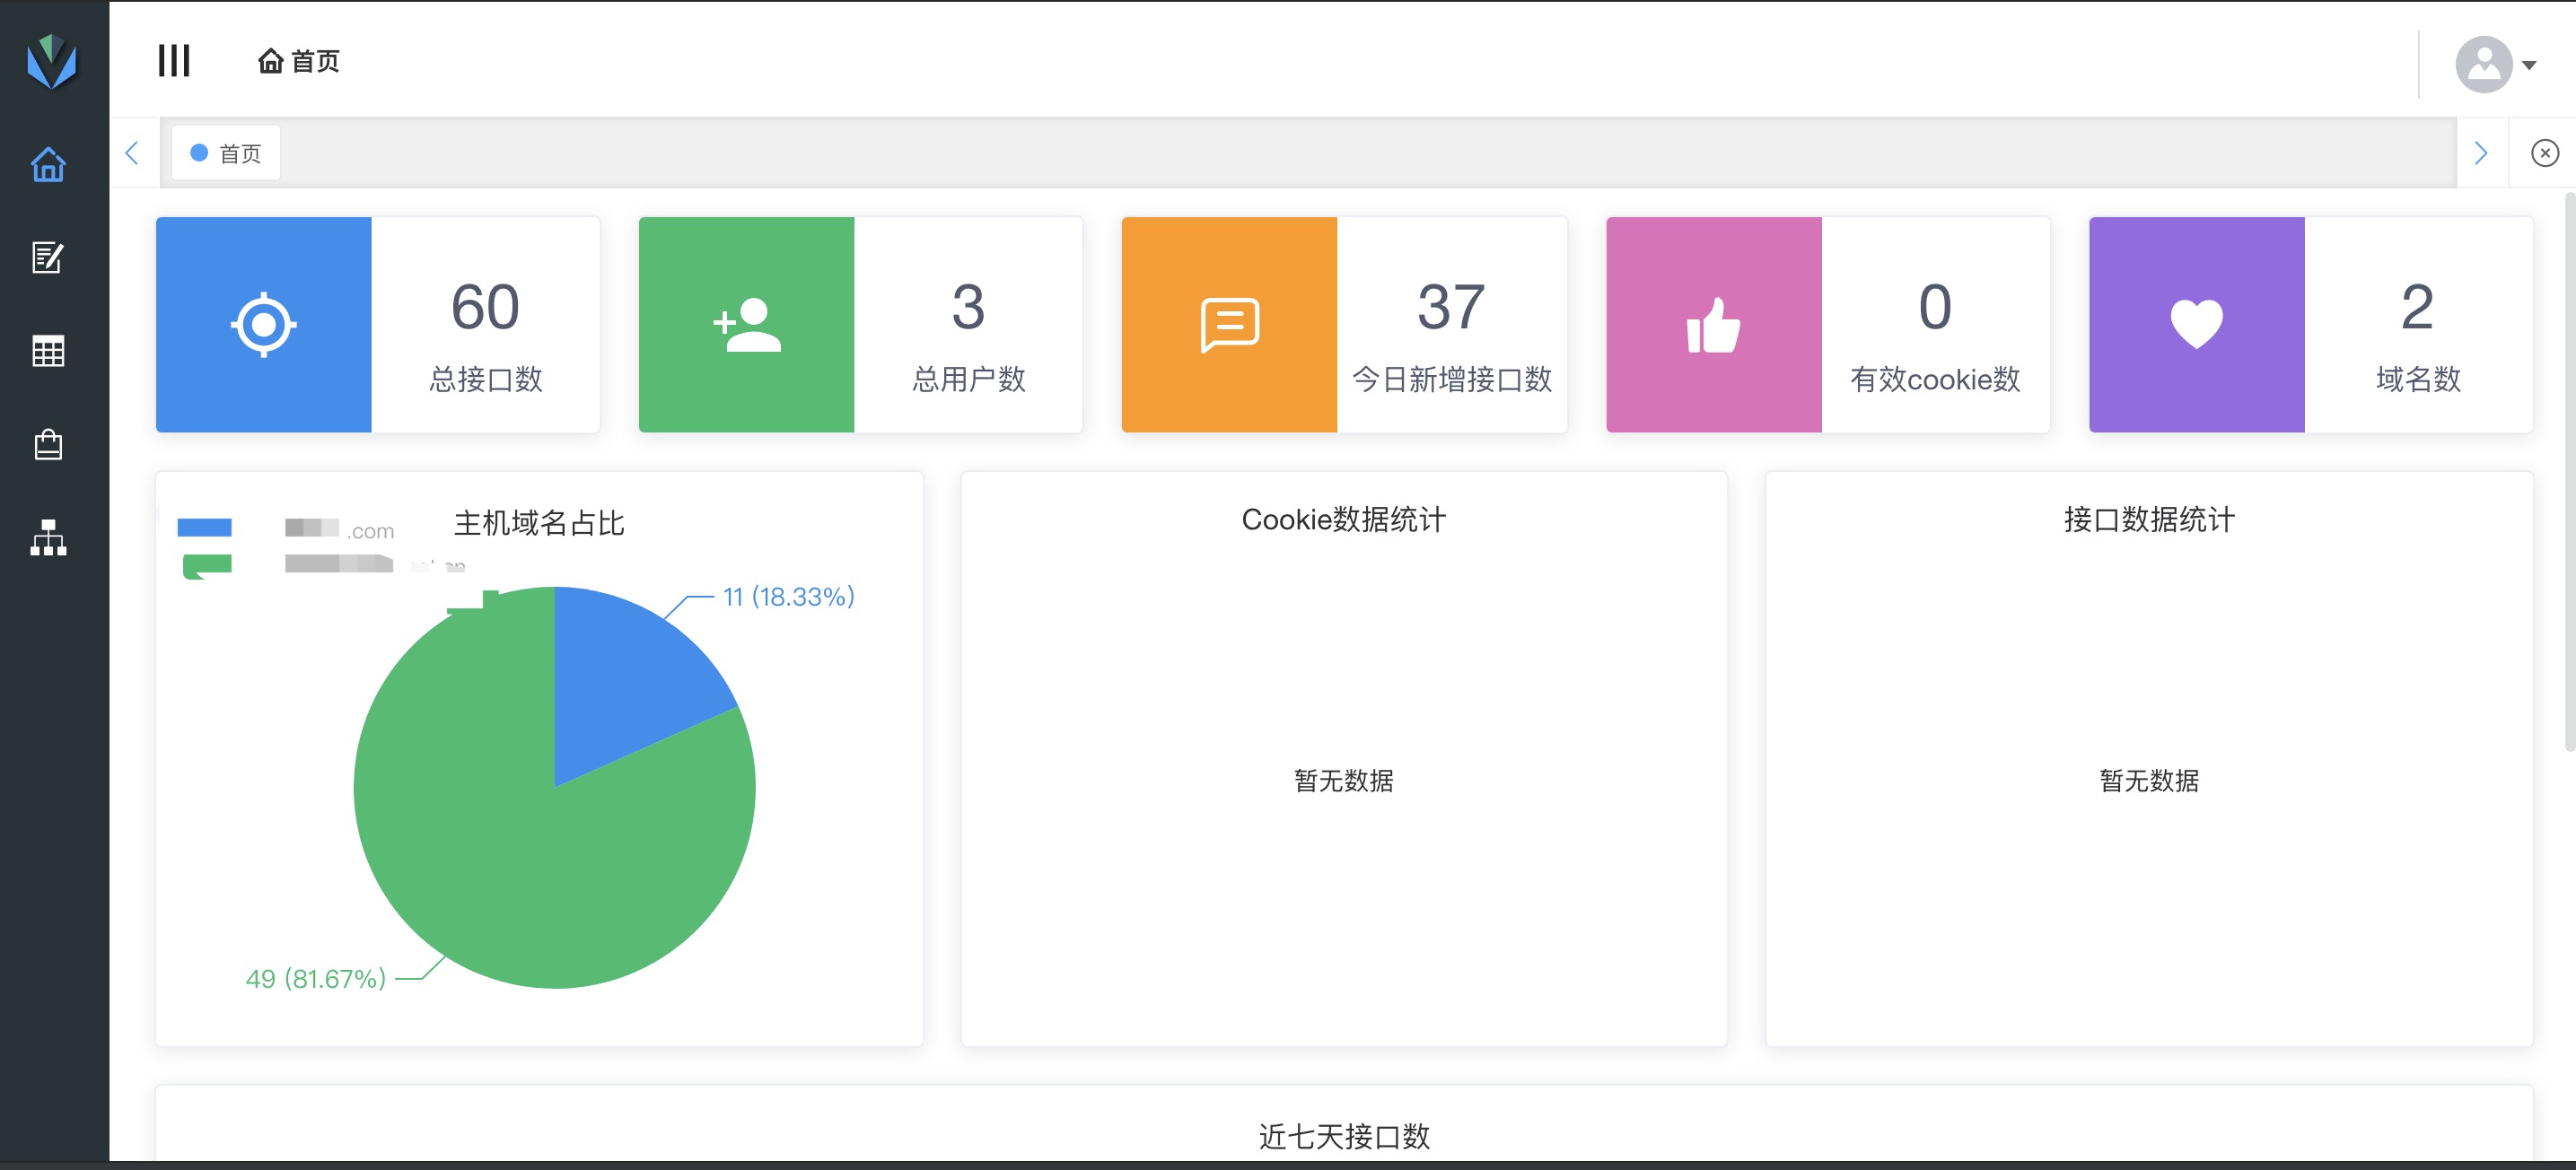 首页
首页
60
总接口数
3
总用户数
37
今日新增接口数
0
有效cookie数
2
域名数
主机域名占比
.com
11 (18.33%)
49 (81.67%)
Cookie数据统计
暂无数据
接口数据统计
暂无数据
近七天接口数